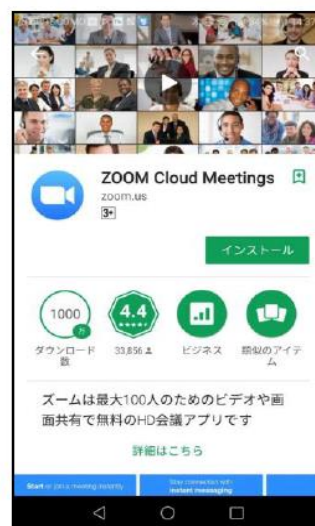 ZOOM Cloud Meetings
zoom.us
3+
インストール
1000
万
4.4
ダウンロード
数
33,856
ビジネス
類似のアイテ
ム
ズームは最大100人のためのビデオや画
面共有で無料のHD会議アプリです
詳細はこちら
Start or join a meeting instantly
Stay connected with
instant messaging